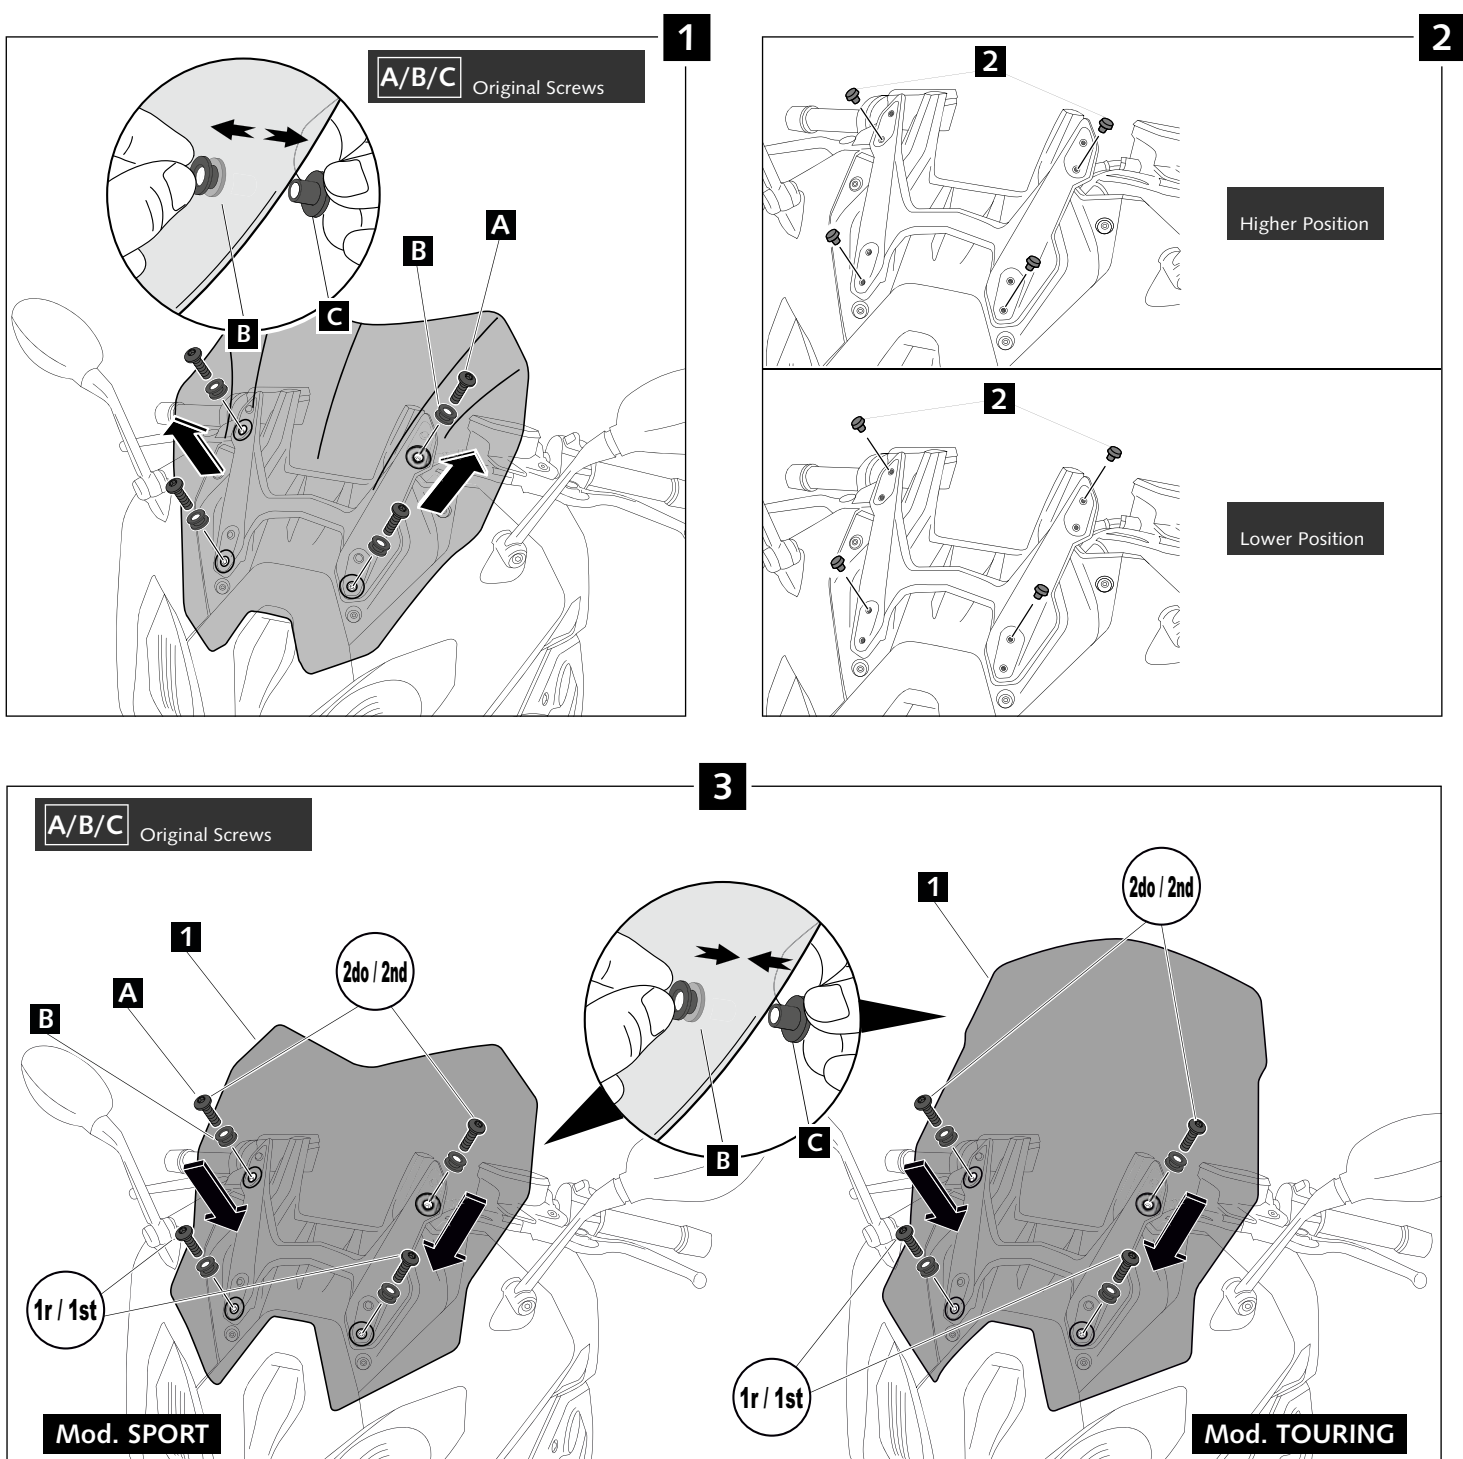 1
A/B/C Original Screws
B
C
B
A
2
2
Higher Position
2
Lower Position
3
A/B/C Original Screws
1
A
B
2do / 2nd
1r / 1st
B
C
1
2do / 2nd
1r / 1st
Mod. SPORT
Mod. TOURING